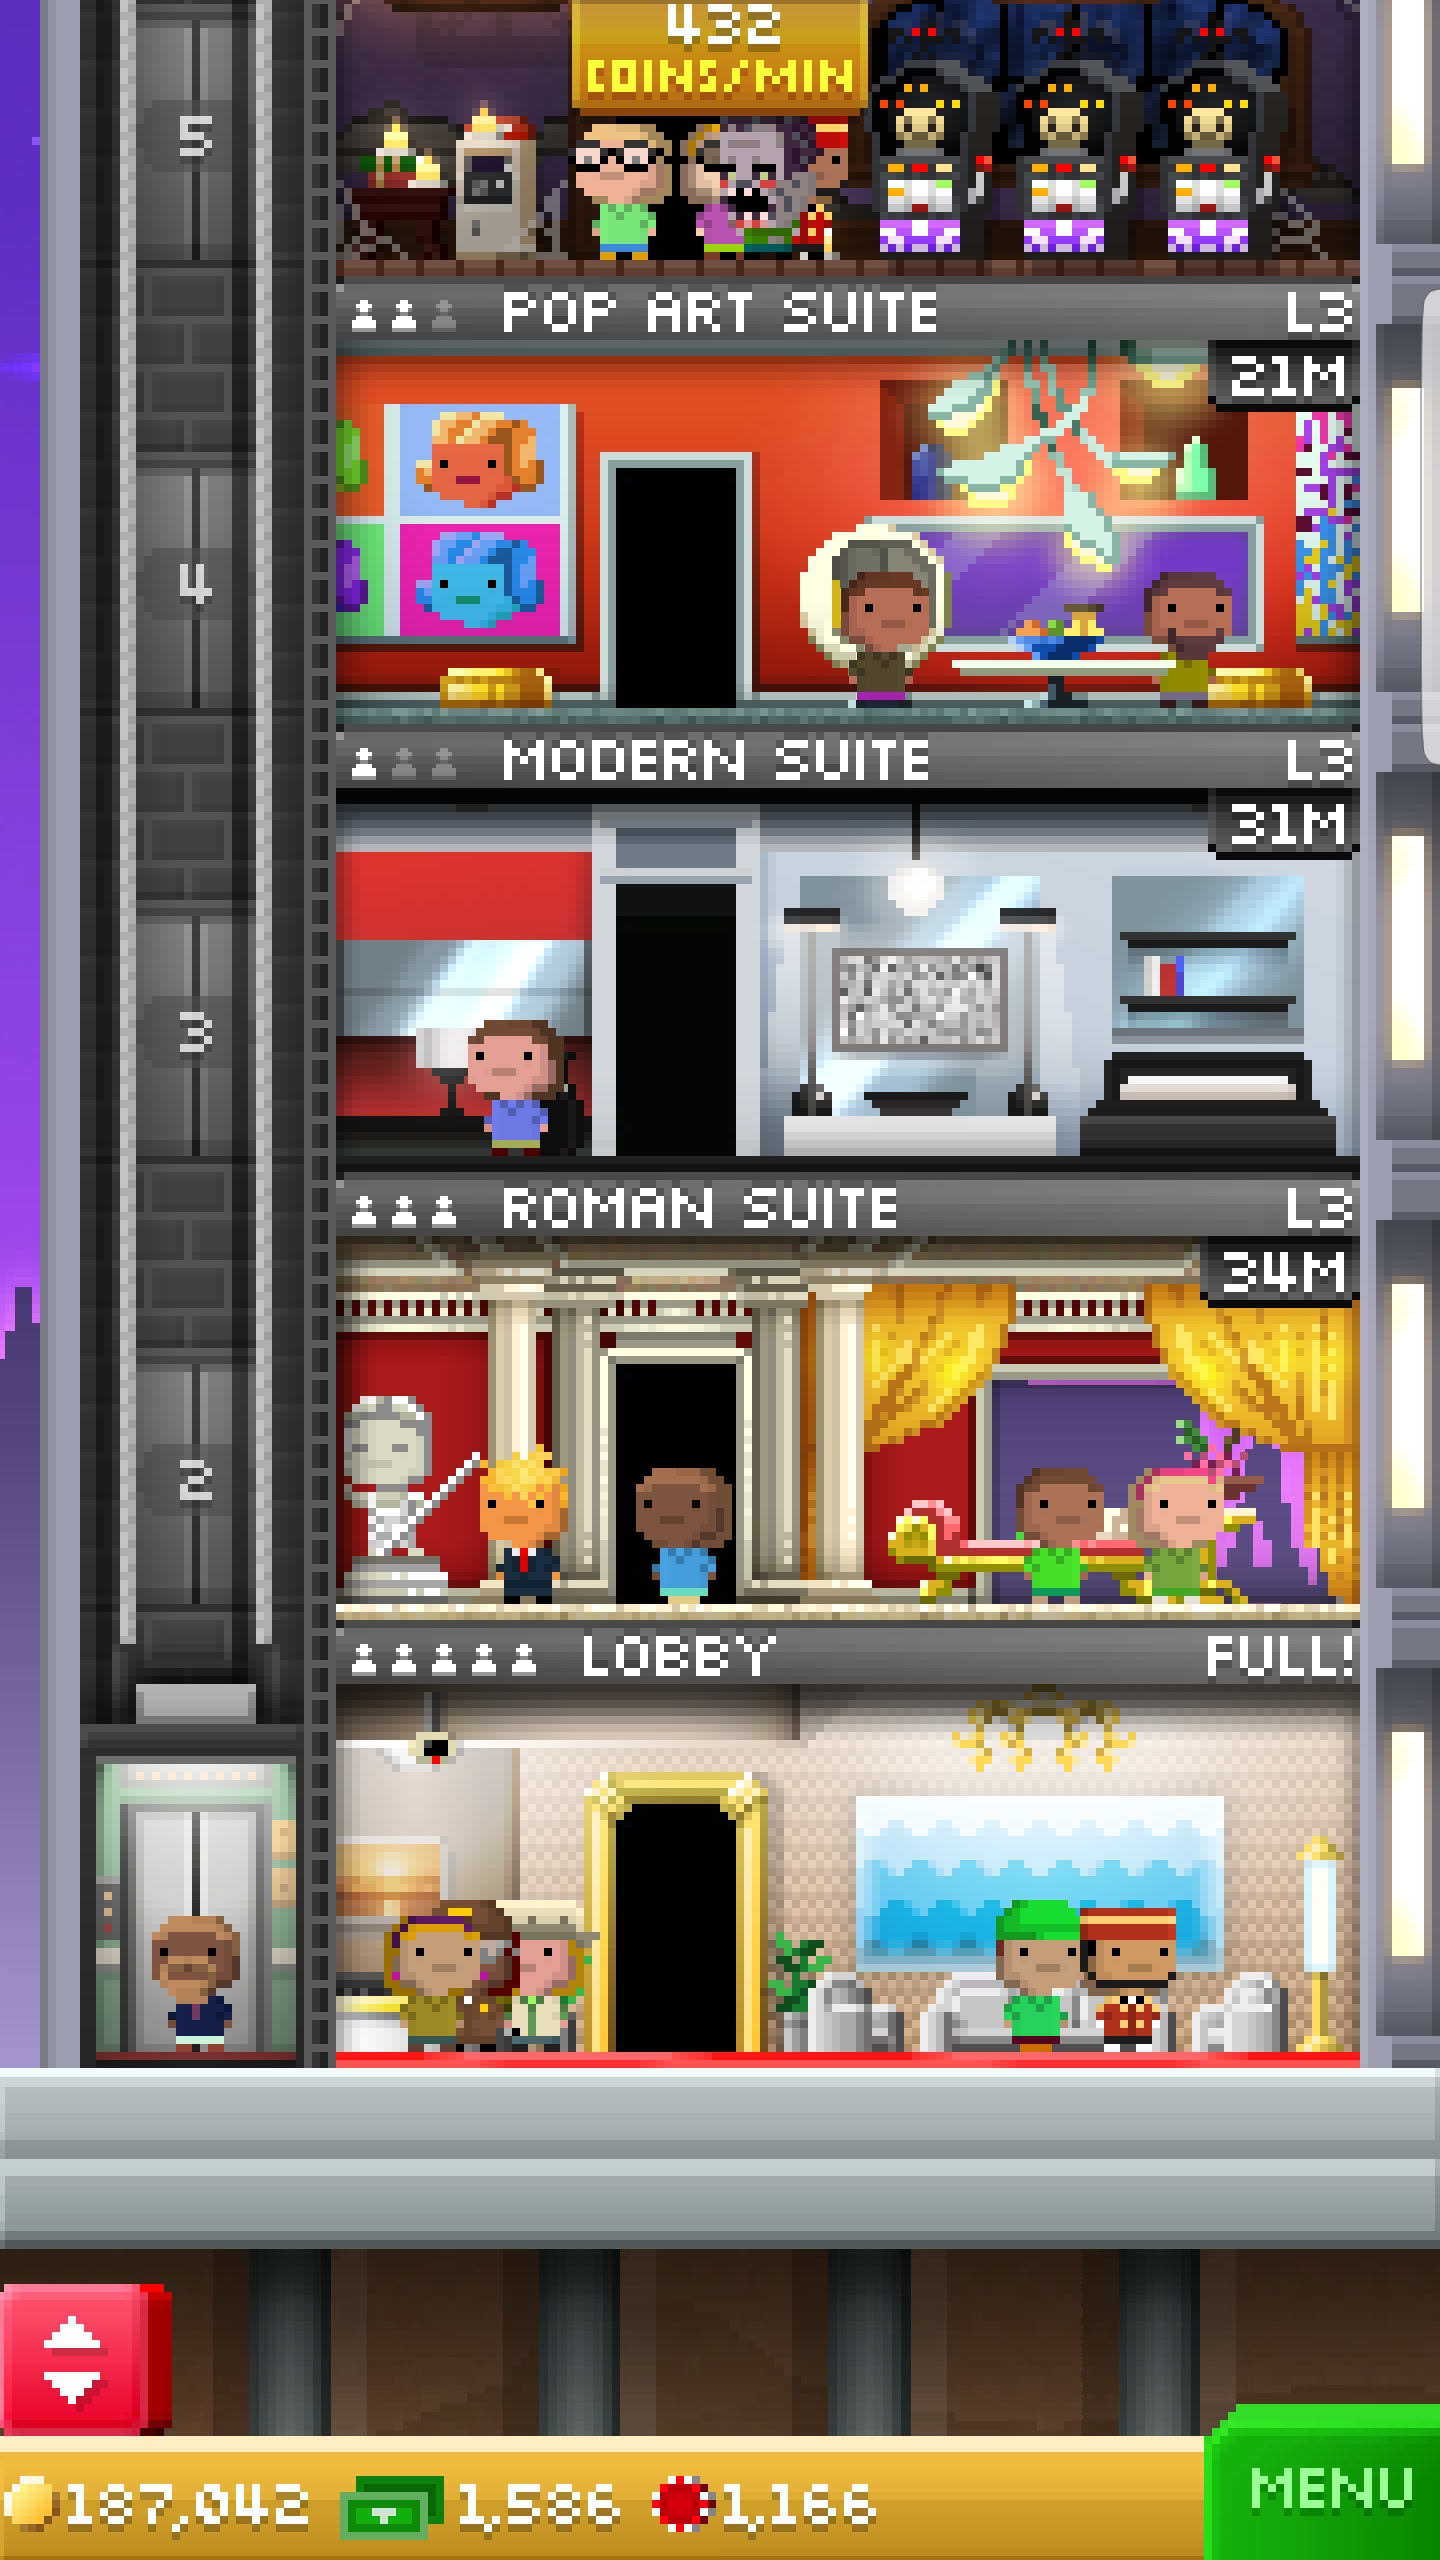 432
COINS/MIN
5
POP ART SUITE L3
21M
4
MODERN SUITE L3
31M
3
ROMAN SUITE L3
34M
2
LOBBY FULL!
187,042 1,586 1,166
MENU